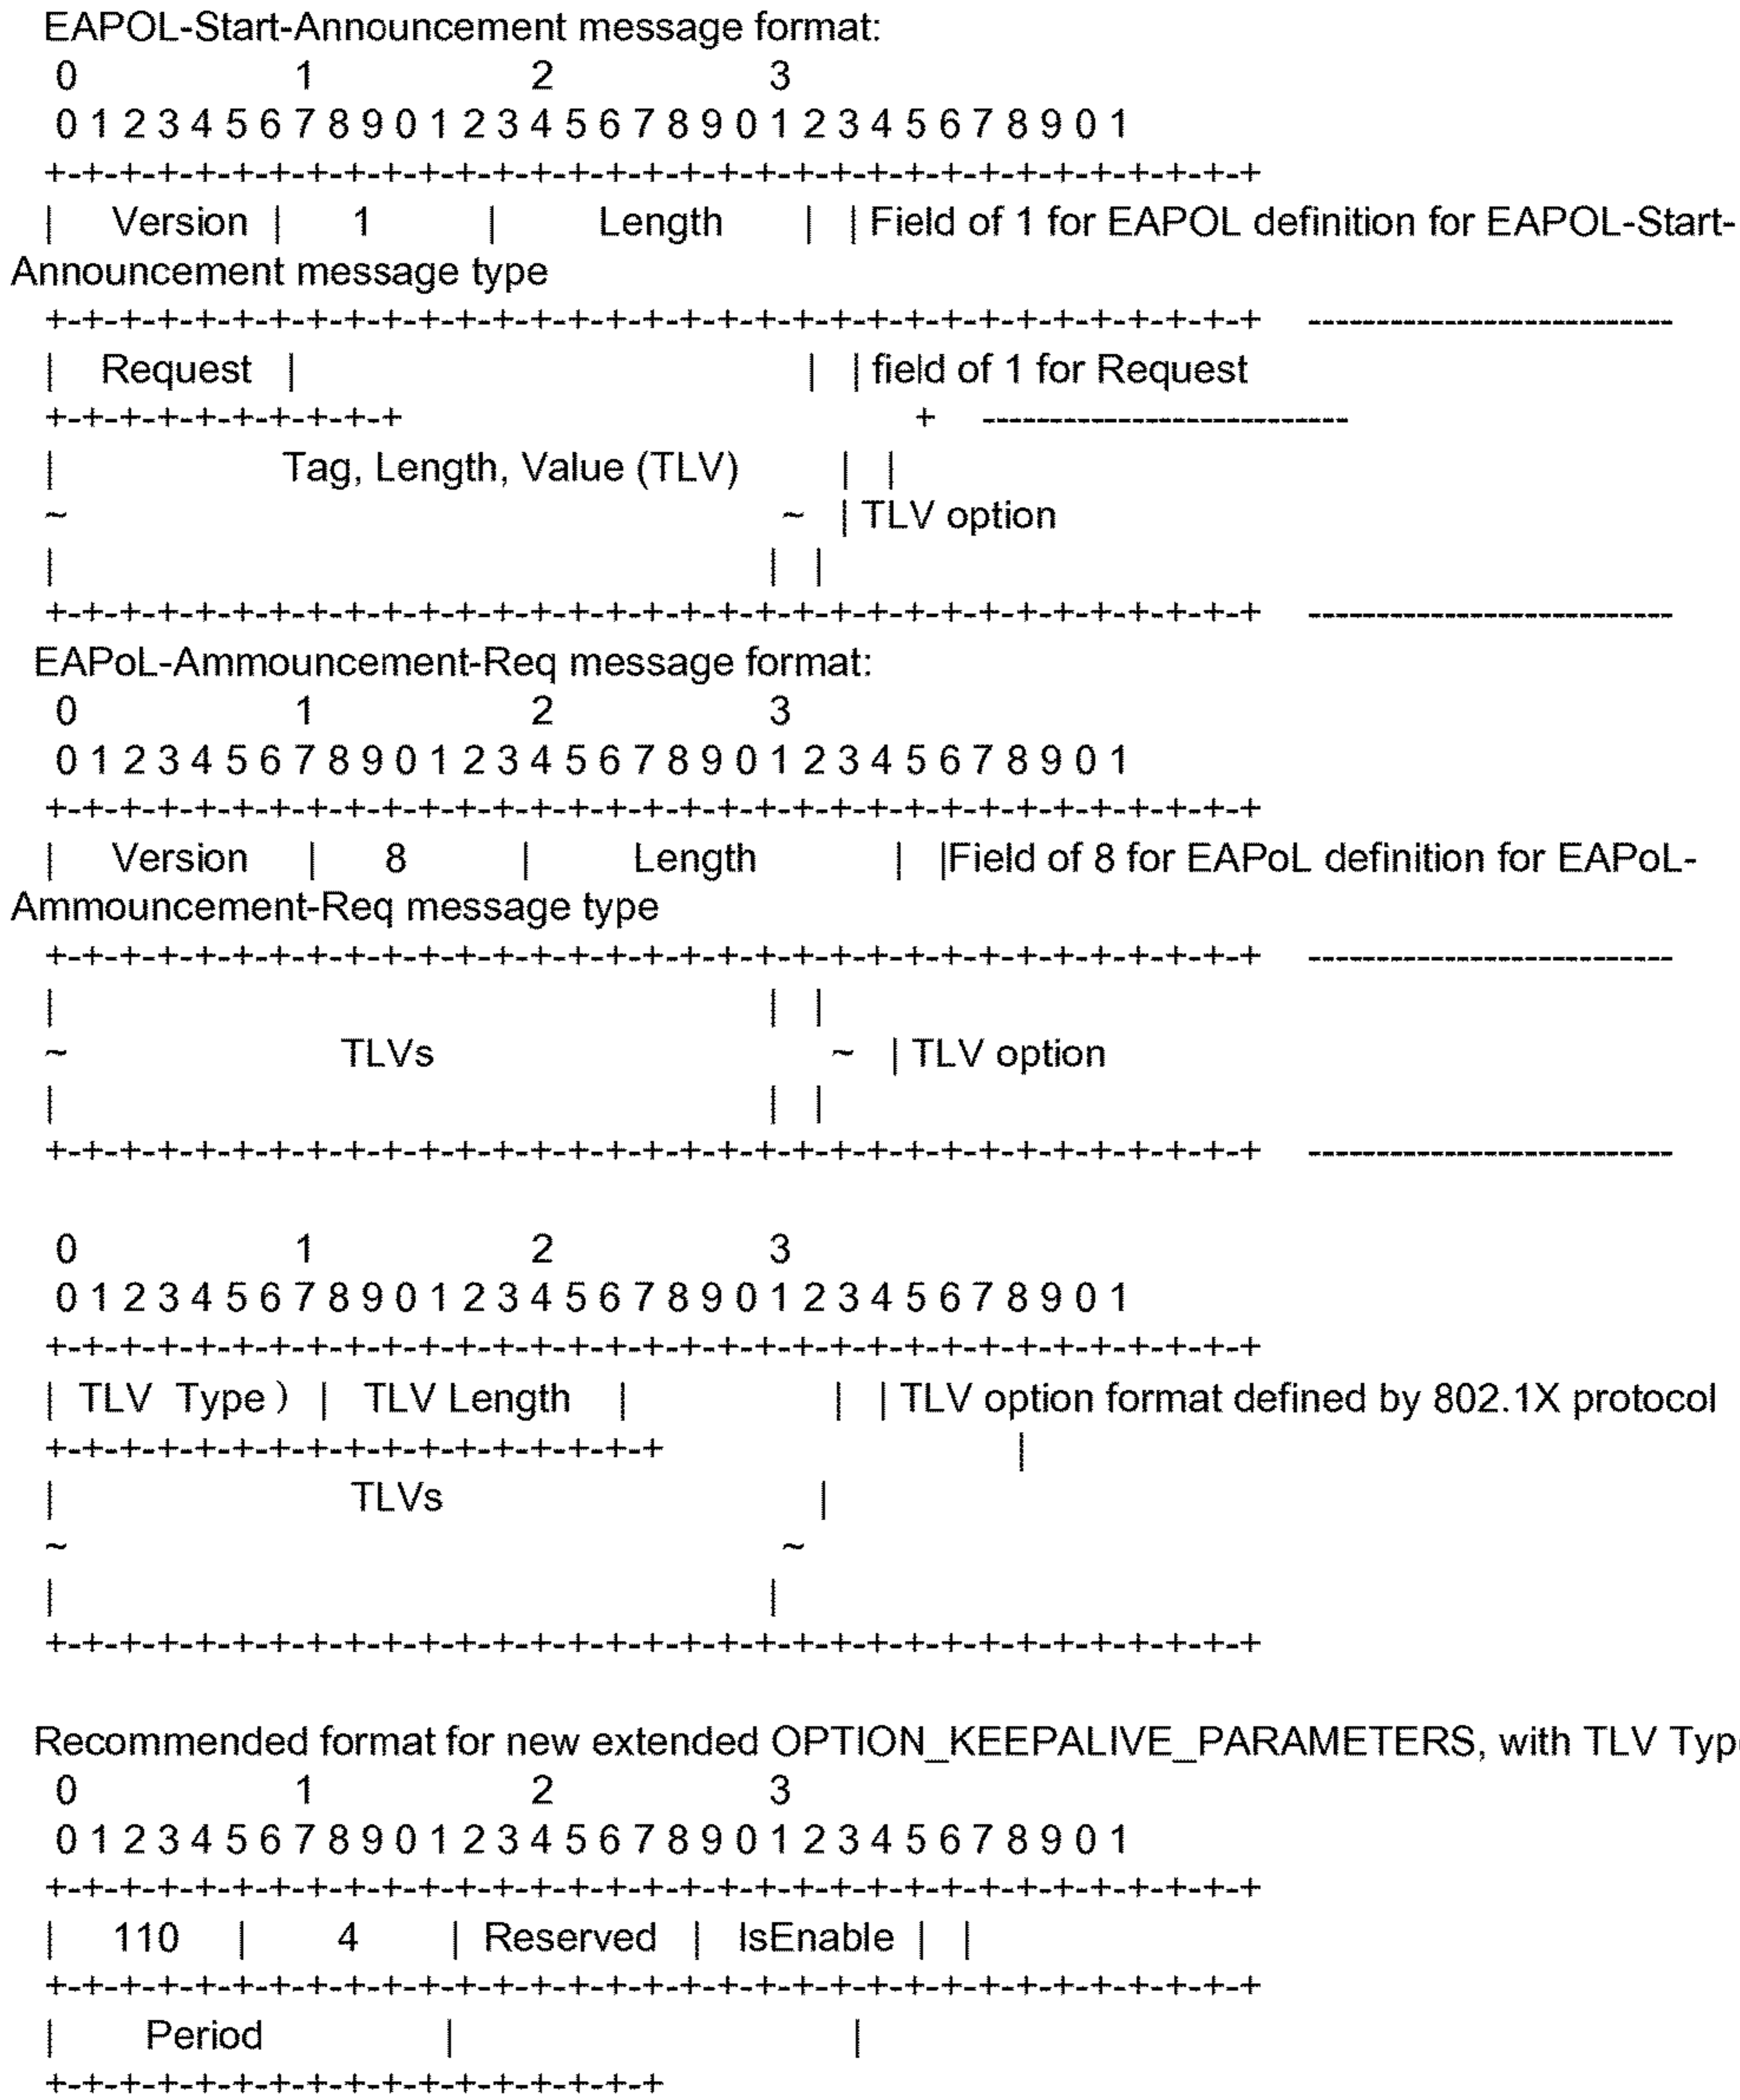 EAPOL-Start-Announcement message format:
0 1 2 3
0 1 2 3 4 5 6 7 8 9 0 1 2 3 4 5 6 7 8 9 0 1 2 3 4 5 6 7 8 9 0 1
+-+-+-+-+-+-+-+-+-+-+-+-+-+-+-+-+-+-+-+-+-+-+-+-+-+-+-+-+-+-+-+-+
| Version | 1 | Length | | Field of 1 for EAPOL definition for EAPOL-Start-
Announcement message type
+-+-+-+-+-+-+-+-+-+-+-+-+-+-+-+-+-+-+-+-+-+-+-+-+-+-+-+-+-+-+-+-+ --------------------------
| Request | | | field of 1 for Request
+-+-+-+-+-+-+-+-+-+ + --------------------------
| Tag, Length, Value (TLV) | |
~ ~ | TLV option
| | |
+-+-+-+-+-+-+-+-+-+-+-+-+-+-+-+-+-+-+-+-+-+-+-+-+-+-+-+-+-+-+-+-+ --------------------------
EAPoL-Ammouncement-Req message format:
0 1 2 3
0 1 2 3 4 5 6 7 8 9 0 1 2 3 4 5 6 7 8 9 0 1 2 3 4 5 6 7 8 9 0 1
+-+-+-+-+-+-+-+-+-+-+-+-+-+-+-+-+-+-+-+-+-+-+-+-+-+-+-+-+-+-+-+-+
| Version | 8 | Length | |Field of 8 for EAPoL definition for EAPoL-
Ammouncement-Req message type
+-+-+-+-+-+-+-+-+-+-+-+-+-+-+-+-+-+-+-+-+-+-+-+-+-+-+-+-+-+-+-+-+ --------------------------
| | |
~ TLVs ~ | TLV option
| | |
+-+-+-+-+-+-+-+-+-+-+-+-+-+-+-+-+-+-+-+-+-+-+-+-+-+-+-+-+-+-+-+-+ --------------------------
0 1 2 3
0 1 2 3 4 5 6 7 8 9 0 1 2 3 4 5 6 7 8 9 0 1 2 3 4 5 6 7 8 9 0 1
+-+-+-+-+-+-+-+-+-+-+-+-+-+-+-+-+-+-+-+-+-+-+-+-+-+-+-+-+-+-+-+-+
| TLV Type ) | TLV Length | | | TLV option format defined by 802.1X protocol
+-+-+-+-+-+-+-+-+-+-+-+-+-+-+-+-+ |
| TLVs |
~ ~
| |
+-+-+-+-+-+-+-+-+-+-+-+-+-+-+-+-+-+-+-+-+-+-+-+-+-+-+-+-+-+-+-+-+
Recommended format for new extended OPTION_KEEPALIVE_PARAMETERS, with TLV Typ
0 1 2 3
0 1 2 3 4 5 6 7 8 9 0 1 2 3 4 5 6 7 8 9 0 1 2 3 4 5 6 7 8 9 0 1
+-+-+-+-+-+-+-+-+-+-+-+-+-+-+-+-+-+-+-+-+-+-+-+-+-+-+-+-+-+-+-+-+
| 110 | 4 | Reserved | IsEnable | |
+-+-+-+-+-+-+-+-+-+-+-+-+-+-+-+-+-+-+-+-+-+-+-+-+-+-+-+-+-+-+-+-+
| Period | |
+-+-+-+-+-+-+-+-+-+-+-+-+-+-+-+-+